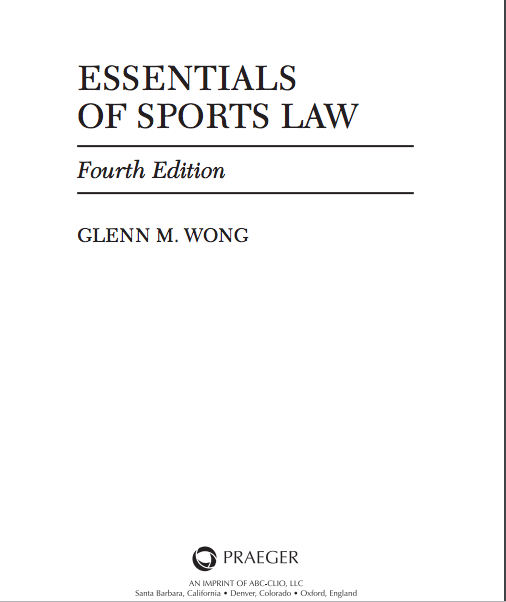 ESSENTIALS
OF SPORTS LAW
Fourth Edition
GLENN M. WONG
PRAEGER
AN IMPRINT OF ABC-CLIO, LLC
Santa Barbara, California • Denver, Colorado • Oxford, England